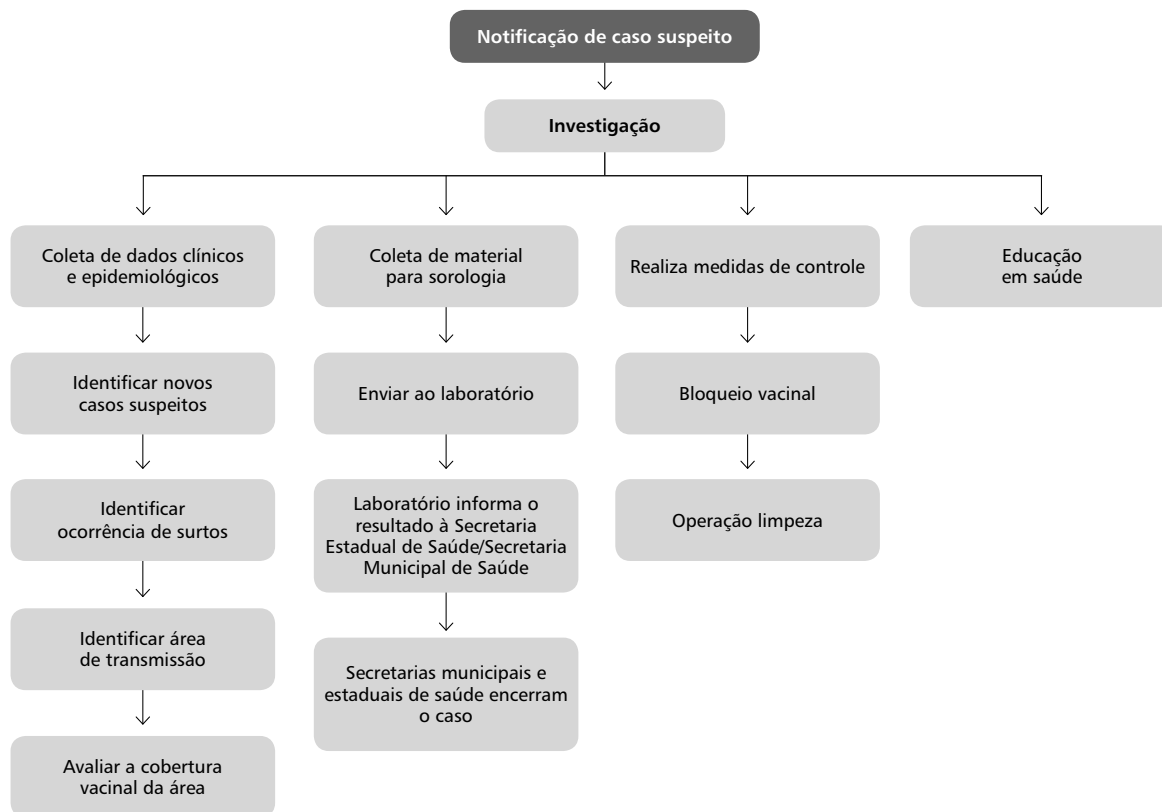 Notificação de caso suspeito
Investigação
Coleta de dados clínicos
e epidemiológicos
Identificar novos
casos suspeitos
Identificar
ocorrência de surtos
Identificar área
de transmissão
Avaliar a cobertura
vacinal da área
Coleta de material
para sorologia
Enviar ao laboratório
Laboratório informa o
resultado à Secretaria
Estadual de Saúde/Secretaria
Municipal de Saúde
Secretarias municipais e
estaduais de saúde encerram
o caso
Realiza medidas de controle
Bloqueio vacinal
Operação limpeza
Educação
em saúde